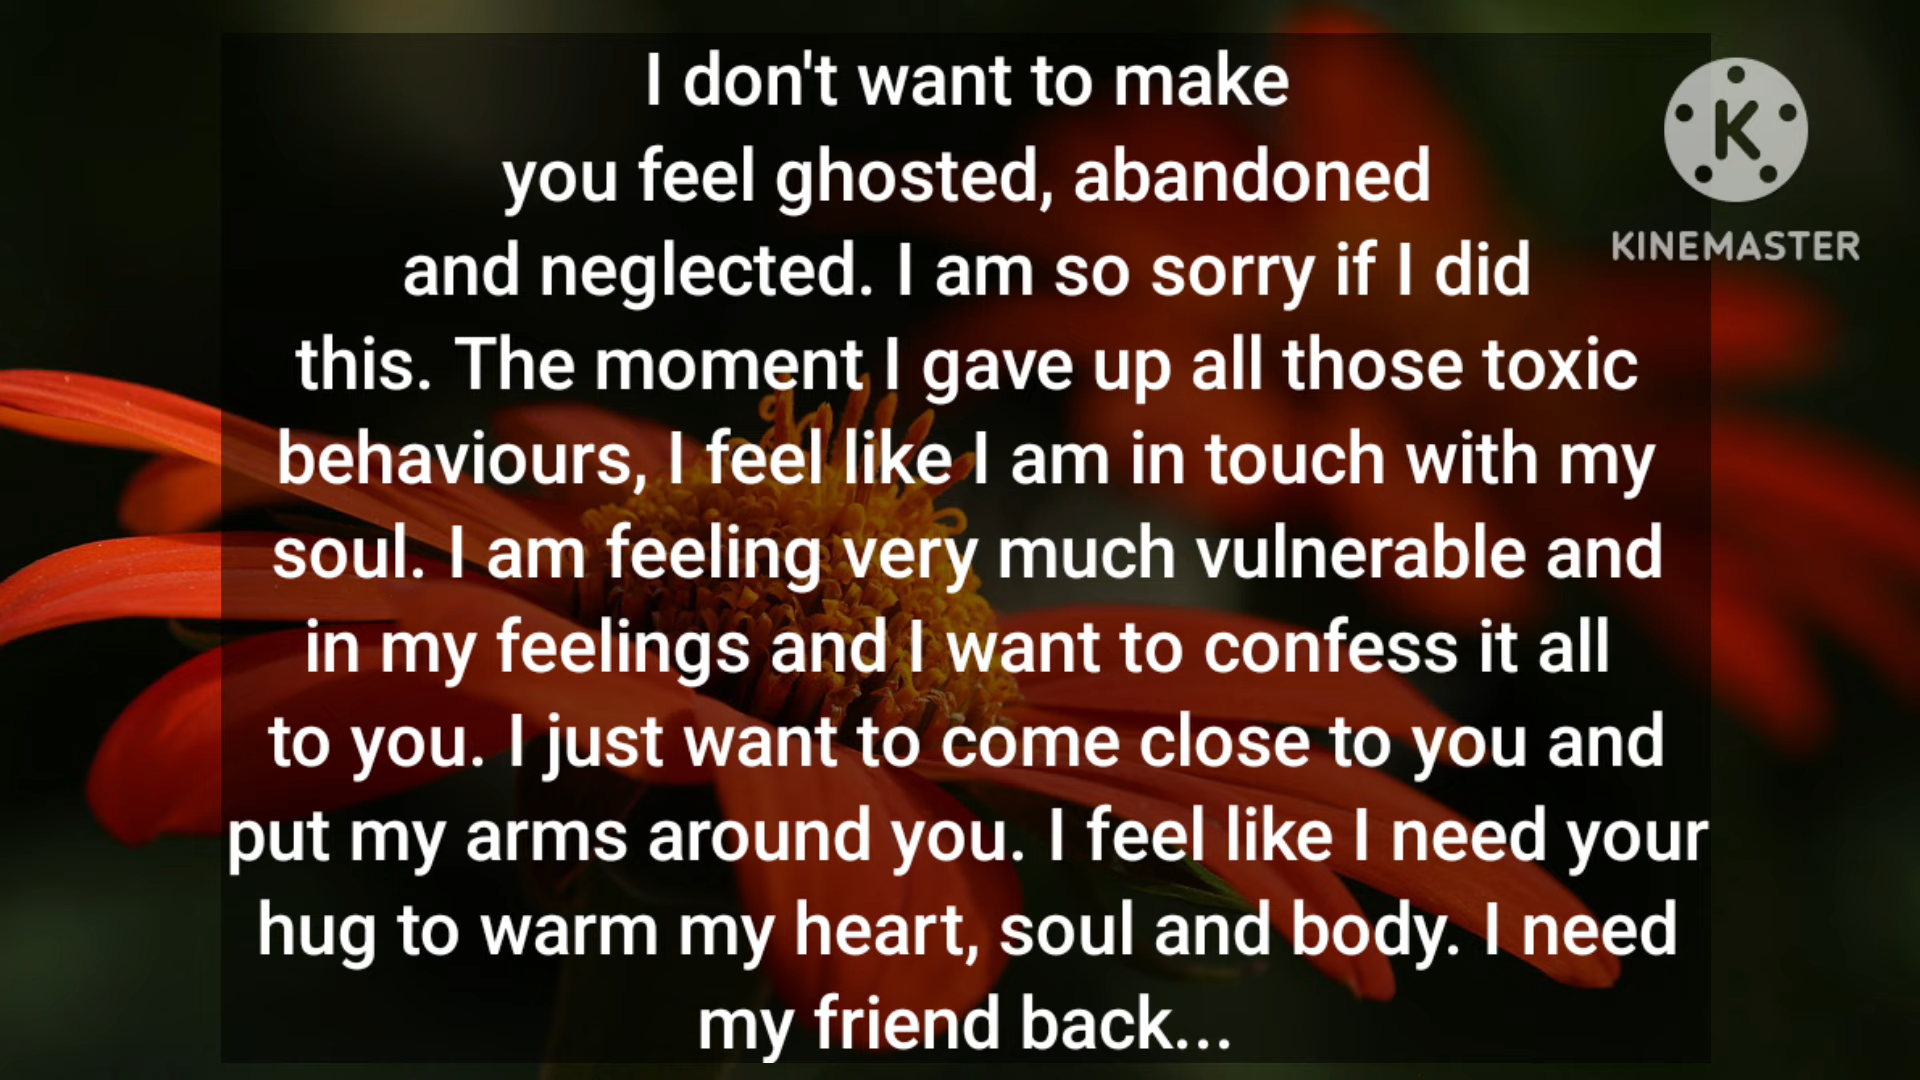 I don't want to make
you feel ghosted, abandoned
and neglected. I am so sorry if I did
this. The moment I gave up all those toxic
behaviours, I feel like I am in touch with my
soul. I am feeling very much vulnerable and
in my feelings and I want to confess it all
to you. I just want to come close to you and
put my arms around you. I feel like I need your
hug to warm my heart, soul and body. I need
my friend back...
K
KINEMASTER